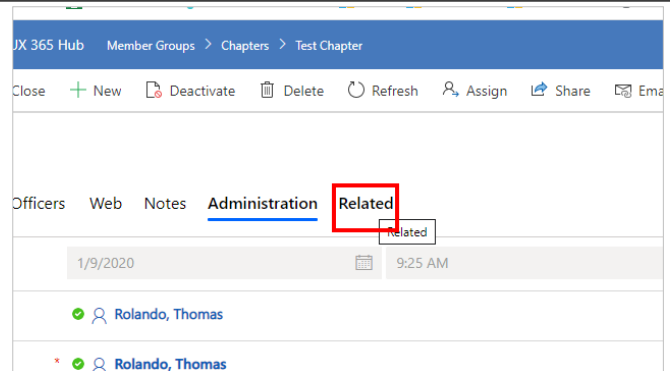 UX 365 Hub Member Groups > Chapters > Test Chapter
Close New Deactivate Delete Refresh Assign Share Ema
Officers Web Notes Administration Related
Related
1/9/2020 9:25 AM
Rolando, Thomas
* Rolando, Thomas